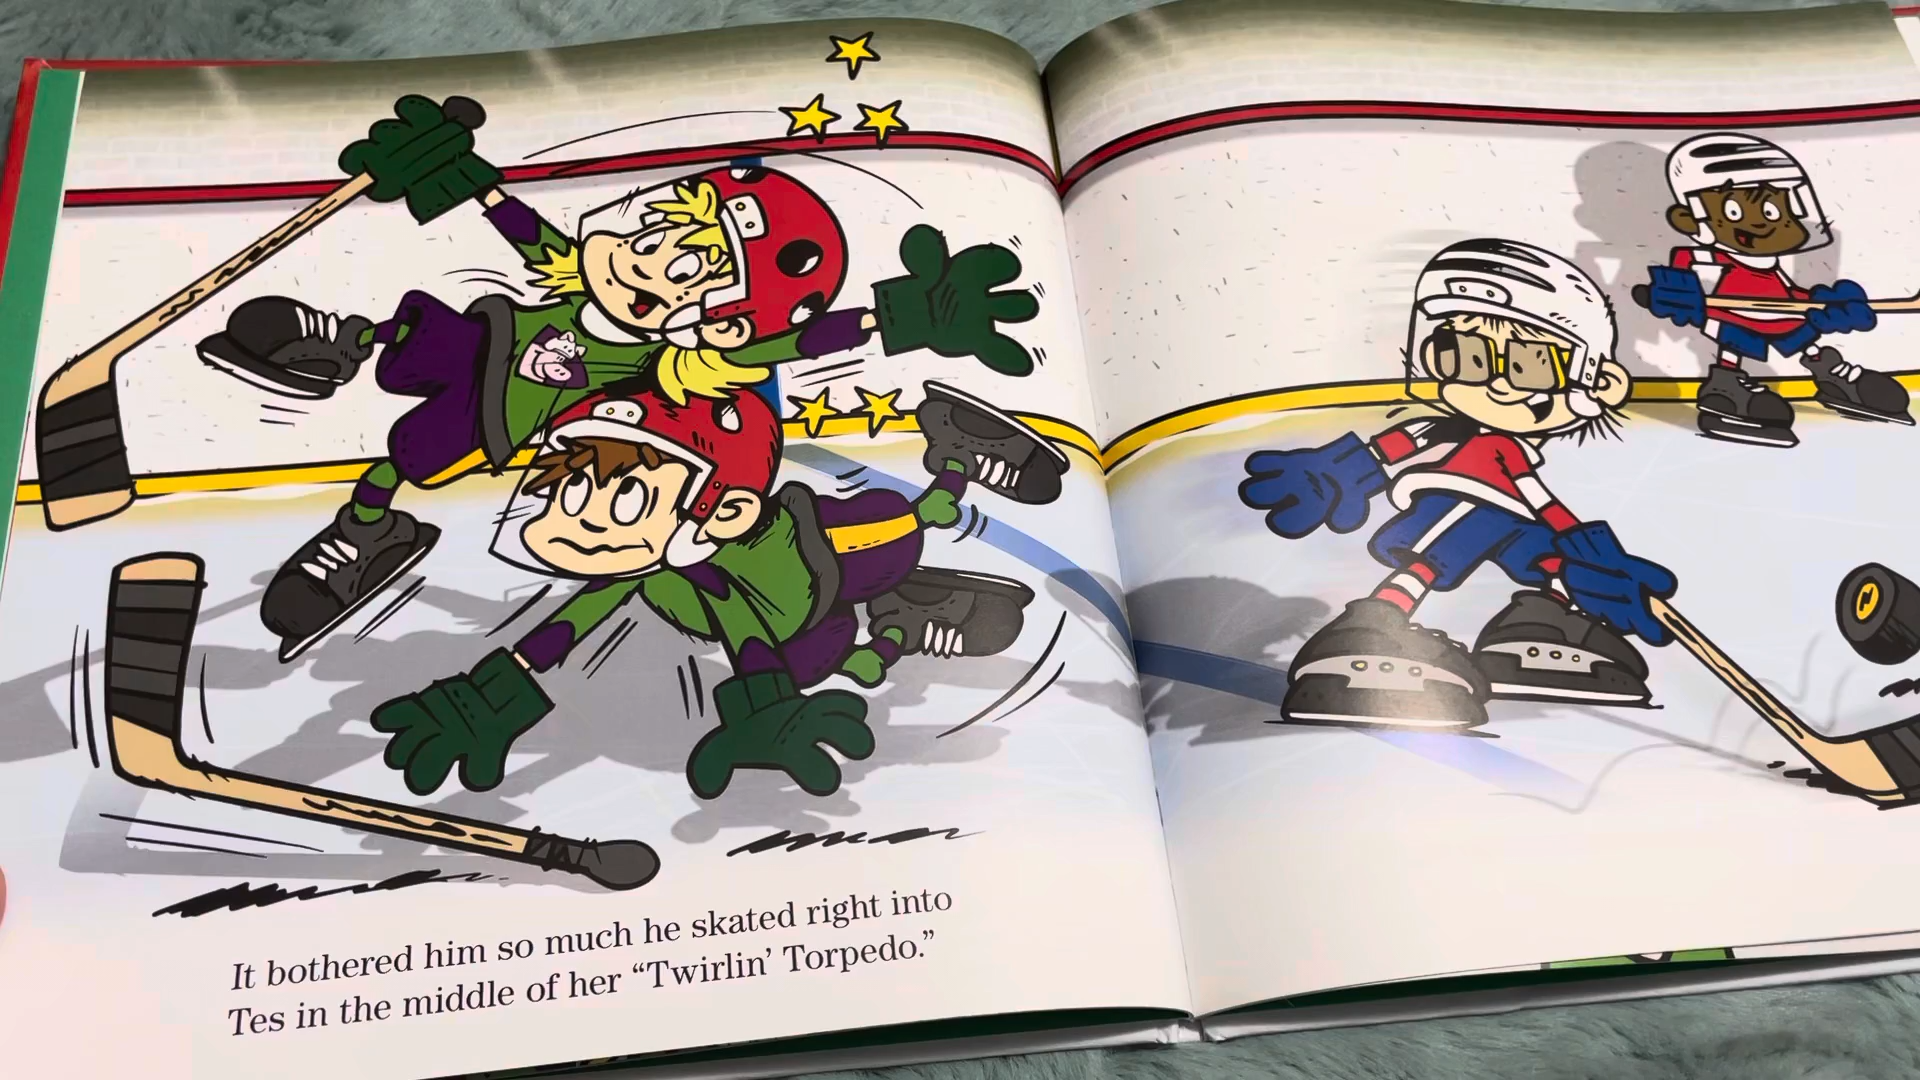 It bothered him so much he skated right into
Tes in the middle of her “Twirlin’ Torpedo.”